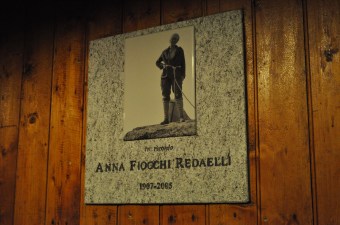 in ricordo
ANNA FIOCCHI REDAELLI
1907-2005